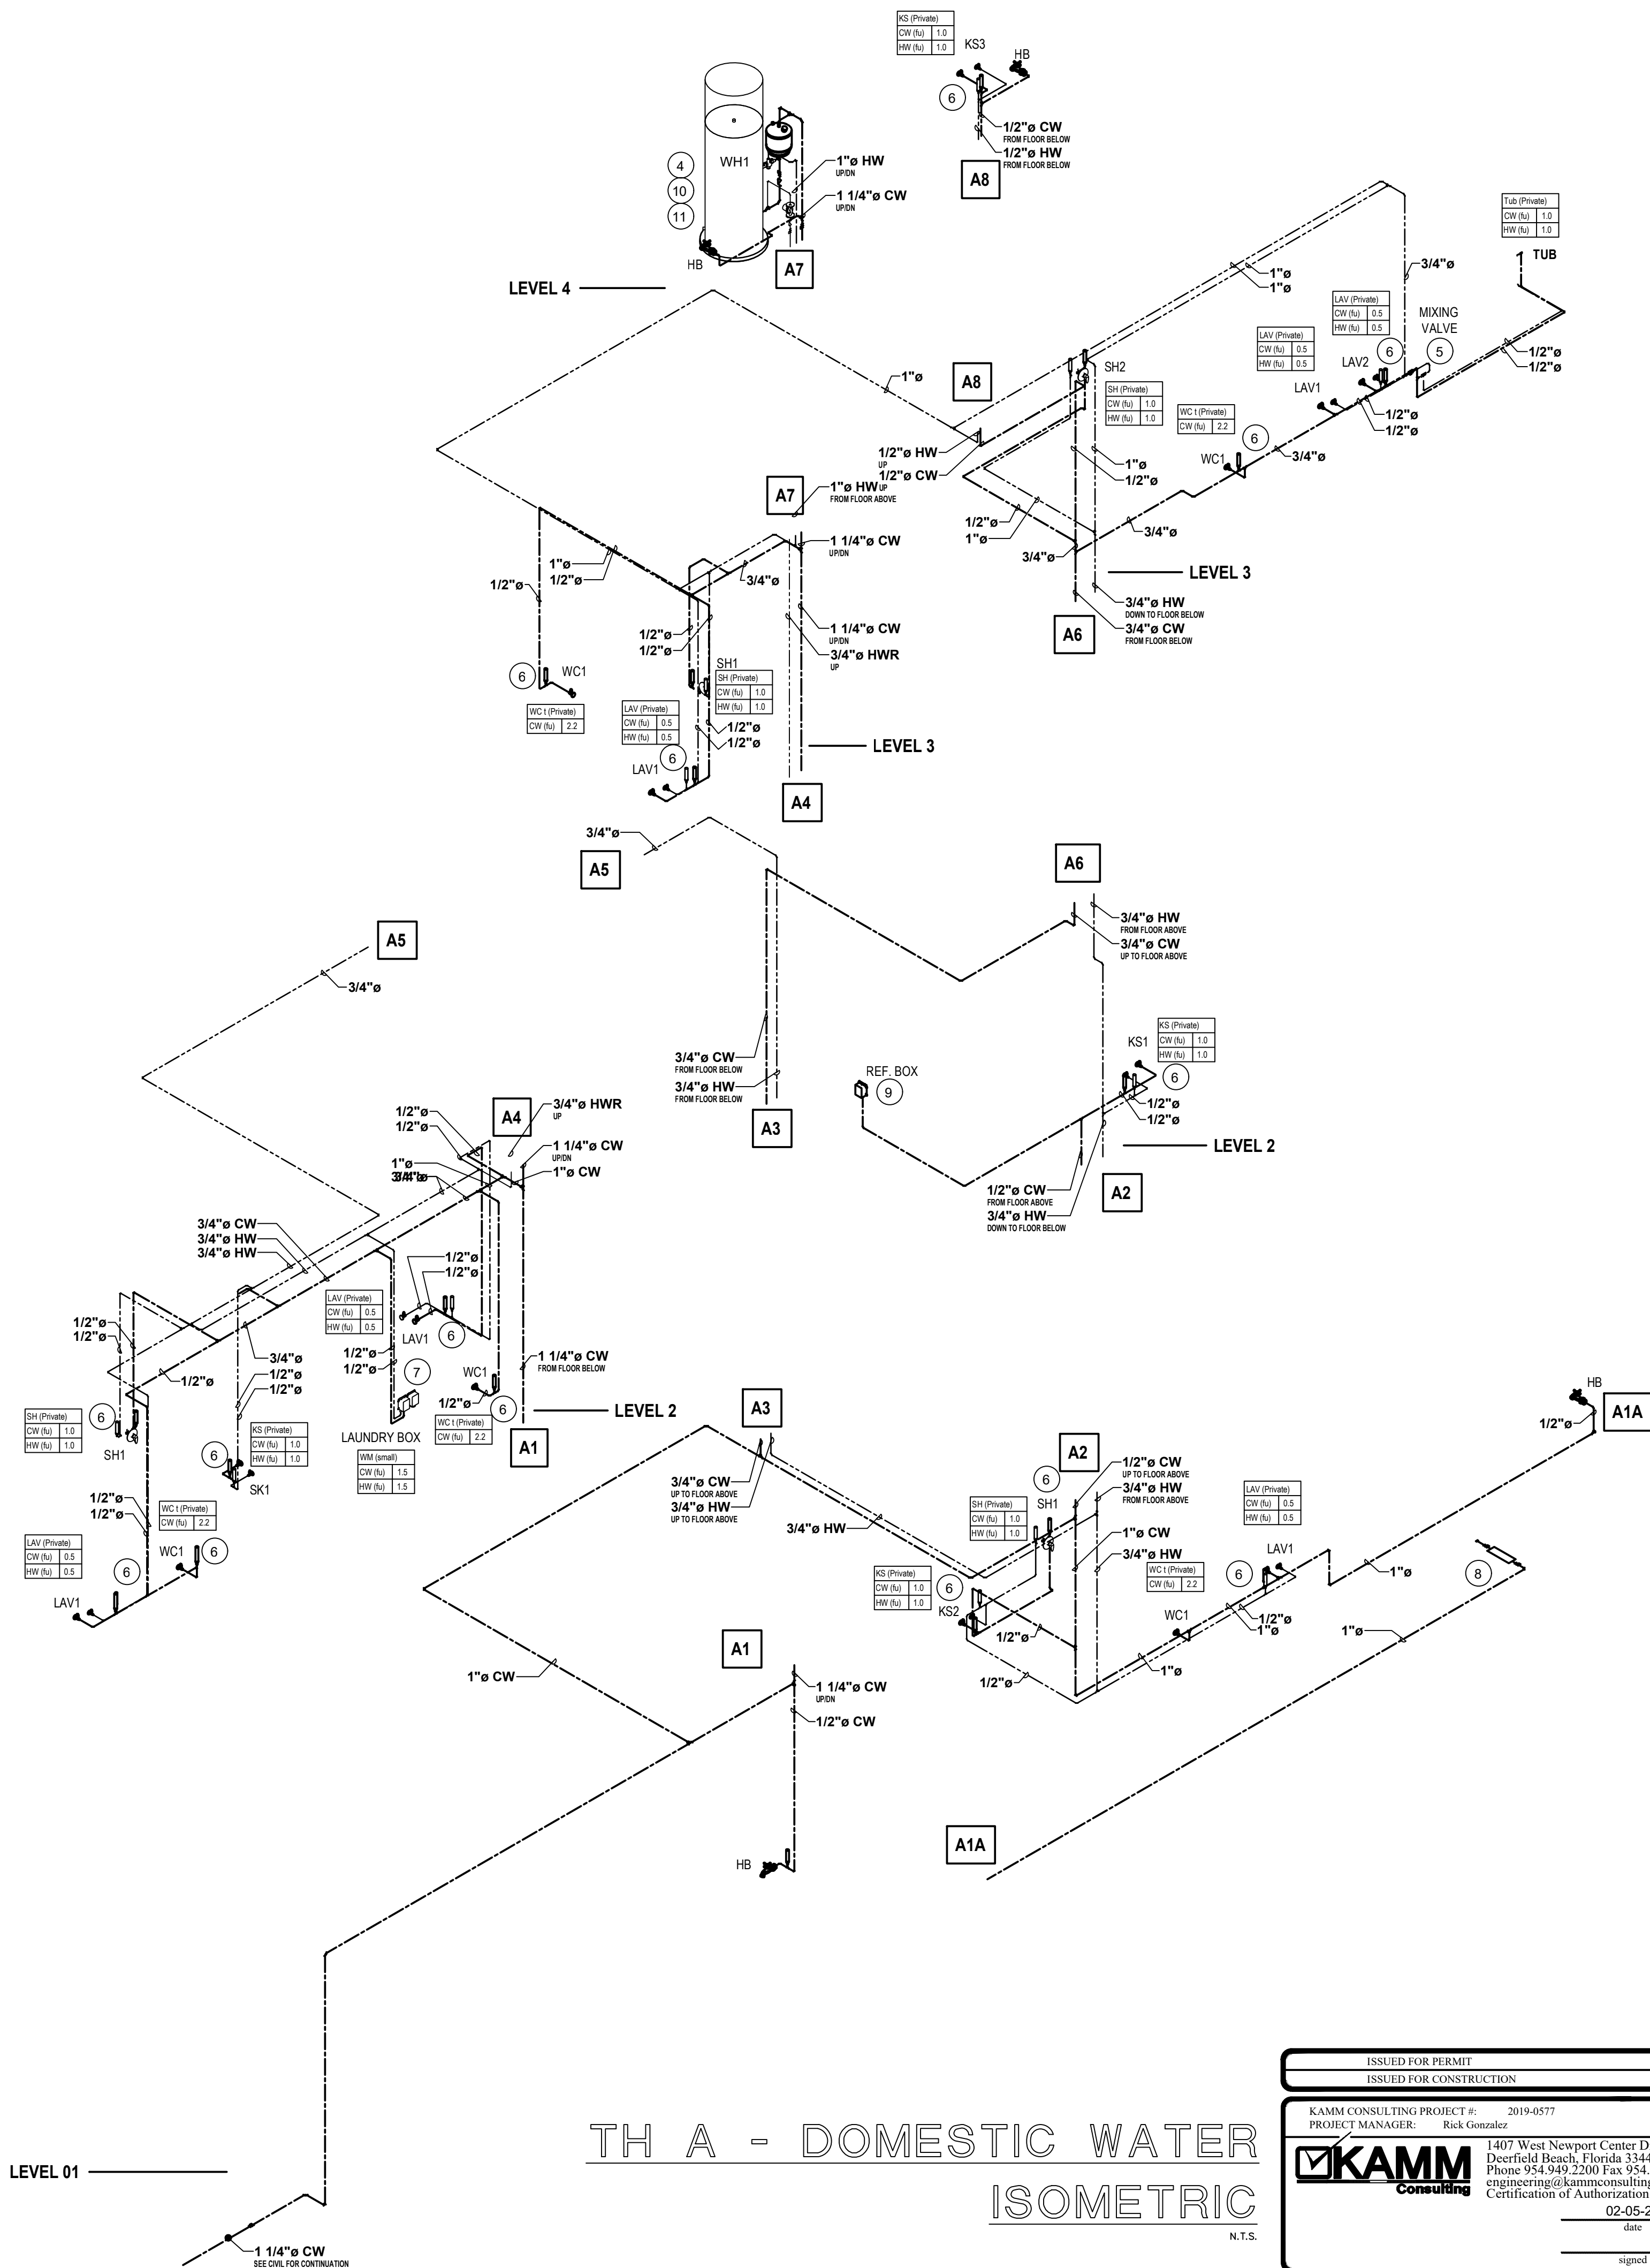 KS (Private)
CW (fu) 1.0
HW (fu) 1.0
KS3
HB
6
1/2"ø CW
FROM FLOOR BELOW
1/2"ø HW
FROM FLOOR BELOW
A8
WH1
4
10
11
1"ø HW
UP/DN
1 1/4"ø CW
UP/DN
HB
A7
LEVEL 4
Tub (Private)
CW (fu) 1.0
HW (fu) 1.0
TUB
3/4"ø
1"ø
1"ø
LAV (Private)
CW (fu) 0.5
HW (fu) 0.5
MIXING
VALVE
LAV (Private)
CW (fu) 0.5
HW (fu) 0.5
6
5
LAV2
LAV1
1/2"ø
1/2"ø
1"ø
A8
SH2
SH (Private)
CW (fu) 1.0
HW (fu) 1.0
WC t (Private)
CW (fu) 2.2
6
1/2"ø
1/2"ø
WC1
3/4"ø
1/2"ø HW
UP
1/2"ø CW
UP
1"ø
1/2"ø
A7
1"ø HW
FROM FLOOR ABOVE
1/2"ø
1"ø
3/4"ø
3/4"ø
1 1/4"ø CW
UP/DN
LEVEL 3
3/4"ø HW
DOWN TO FLOOR BELOW
3/4"ø CW
FROM FLOOR BELOW
A6
1"ø
1/2"ø
1/2"ø
3/4"ø
1/2"ø
1/2"ø
1 1/4"ø CW
UP/DN
3/4"ø HWR
UP
6
WC1
WC t (Private)
CW (fu) 2.2
SH1
SH (Private)
CW (fu) 1.0
HW (fu) 1.0
LAV (Private)
CW (fu) 0.5
HW (fu) 0.5
1/2"ø
1/2"ø
6
LAV1
LEVEL 3
A4
3/4"ø
A5
A6
3/4"ø HW
FROM FLOOR ABOVE
3/4"ø CW
UP TO FLOOR ABOVE
A5
3/4"ø
3/4"ø CW
FROM FLOOR BELOW
3/4"ø HW
FROM FLOOR BELOW
A3
REF. BOX
9
KS1
KS (Private)
CW (fu) 1.0
HW (fu) 1.0
6
1/2"ø
1/2"ø
LEVEL 2
1/2"ø CW
FROM FLOOR ABOVE
3/4"ø HW
DOWN TO FLOOR BELOW
A2
1/2"ø
1/2"ø
A4
3/4"ø HWR
UP
1 1/4"ø CW
UP/DN
1"ø CW
1"ø
3/4"ø
3/4"ø
3/4"ø CW
3/4"ø HW
3/4"ø HW
1/2"ø
1/2"ø
LAV (Private)
CW (fu) 0.5
HW (fu) 0.5
LAV1
6
1/2"ø
1/2"ø
1/2"ø
3/4"ø
1/2"ø
1/2"ø
1/2"ø
1/2"ø
7
WC1
1/2"ø
6
WC t (Private)
CW (fu) 2.2
1 1/4"ø CW
FROM FLOOR BELOW
LEVEL 2
A1
LAUNDRY BOX
WM (small)
CW (fu) 1.5
HW (fu) 1.5
SH (Private)
CW (fu) 1.0
HW (fu) 1.0
6
SH1
KS (Private)
CW (fu) 1.0
HW (fu) 1.0
6
SK1
1/2"ø
1/2"ø
WC t (Private)
CW (fu) 2.2
WC1
6
LAV (Private)
CW (fu) 0.5
HW (fu) 0.5
6
LAV1
A3
3/4"ø CW
UP TO FLOOR ABOVE
3/4"ø HW
UP TO FLOOR ABOVE
3/4"ø HW
A2
6
SH1
SH (Private)
CW (fu) 1.0
HW (fu) 1.0
1/2"ø CW
UP TO FLOOR ABOVE
3/4"ø HW
FROM FLOOR ABOVE
1"ø CW
3/4"ø HW
KS (Private)
CW (fu) 1.0
HW (fu) 1.0
6
KS2
1/2"ø
1/2"ø
WC t (Private)
CW (fu) 2.2
WC1
1"ø
LAV (Private)
CW (fu) 0.5
HW (fu) 0.5
6
LAV1
1/2"ø
1"ø
HB
1/2"ø
A1A
1"ø
8
1"ø
A1
1"ø CW
1 1/4"ø CW
UP/DN
1/2"ø CW
HB
A1A
LEVEL 01
1 1/4"ø CW
SEE CIVIL FOR CONTINUATION
TH A - DOMESTIC WATER
ISOMETRIC
N.T.S.
ISSUED FOR PERMIT
ISSUED FOR CONSTRUCTION
KAMM CONSULTING PROJECT #: 2019-0577
PROJECT MANAGER: Rick Gonzalez
KAMM
Consulting
1407 West Newport Center D
Deerfield Beach, Florida 3344
Phone 954.949.2200 Fax 954.
engineering@kammconsulting
Certification of Authorization
02-05-2
date
signed